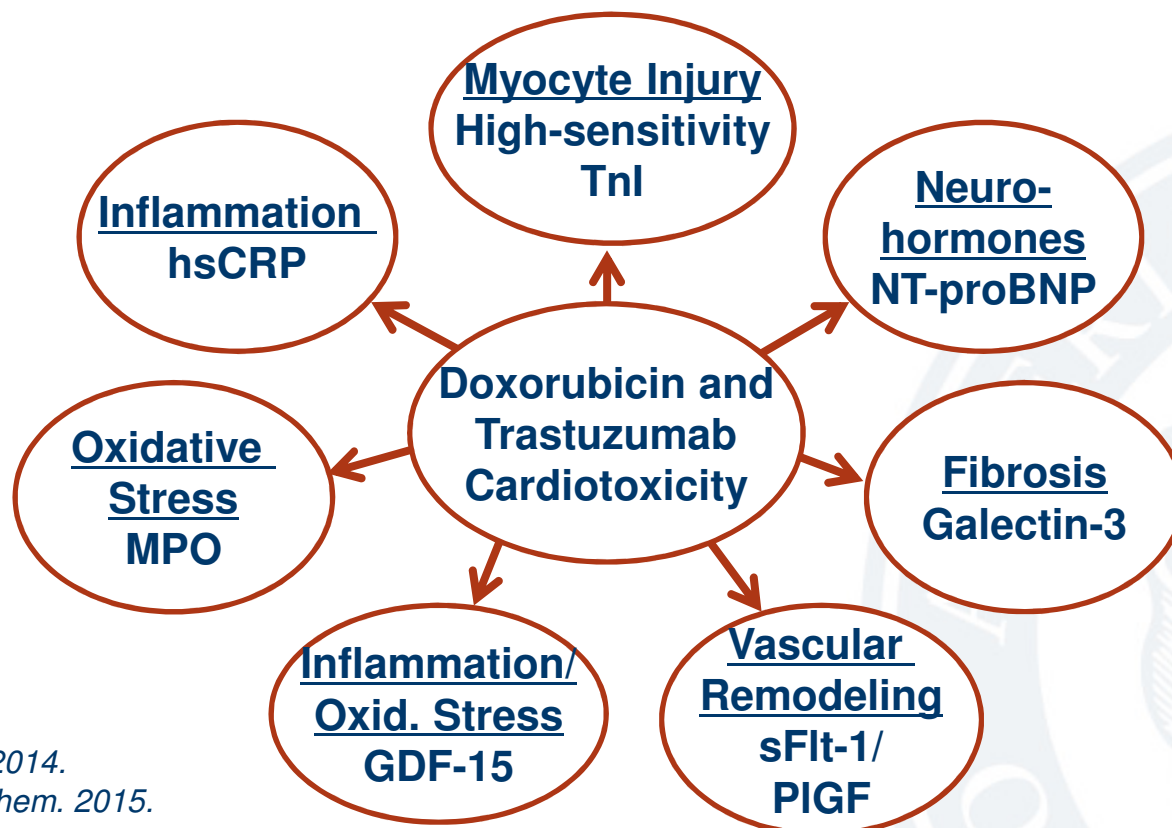 Myocyte Injury
High-sensitivity
TnI
Inflammation
hsCRP
Neuro-
hormones
NT-proBNP
Doxorubicin and
Trastuzumab
Cardiotoxicity
Oxidative
Stress
MPO
Fibrosis
Galectin-3
Inflammation/
Oxid. Stress
GDF-15
Vascular
Remodeling
sFlt-1/
PlGF
2014.
hem. 2015.